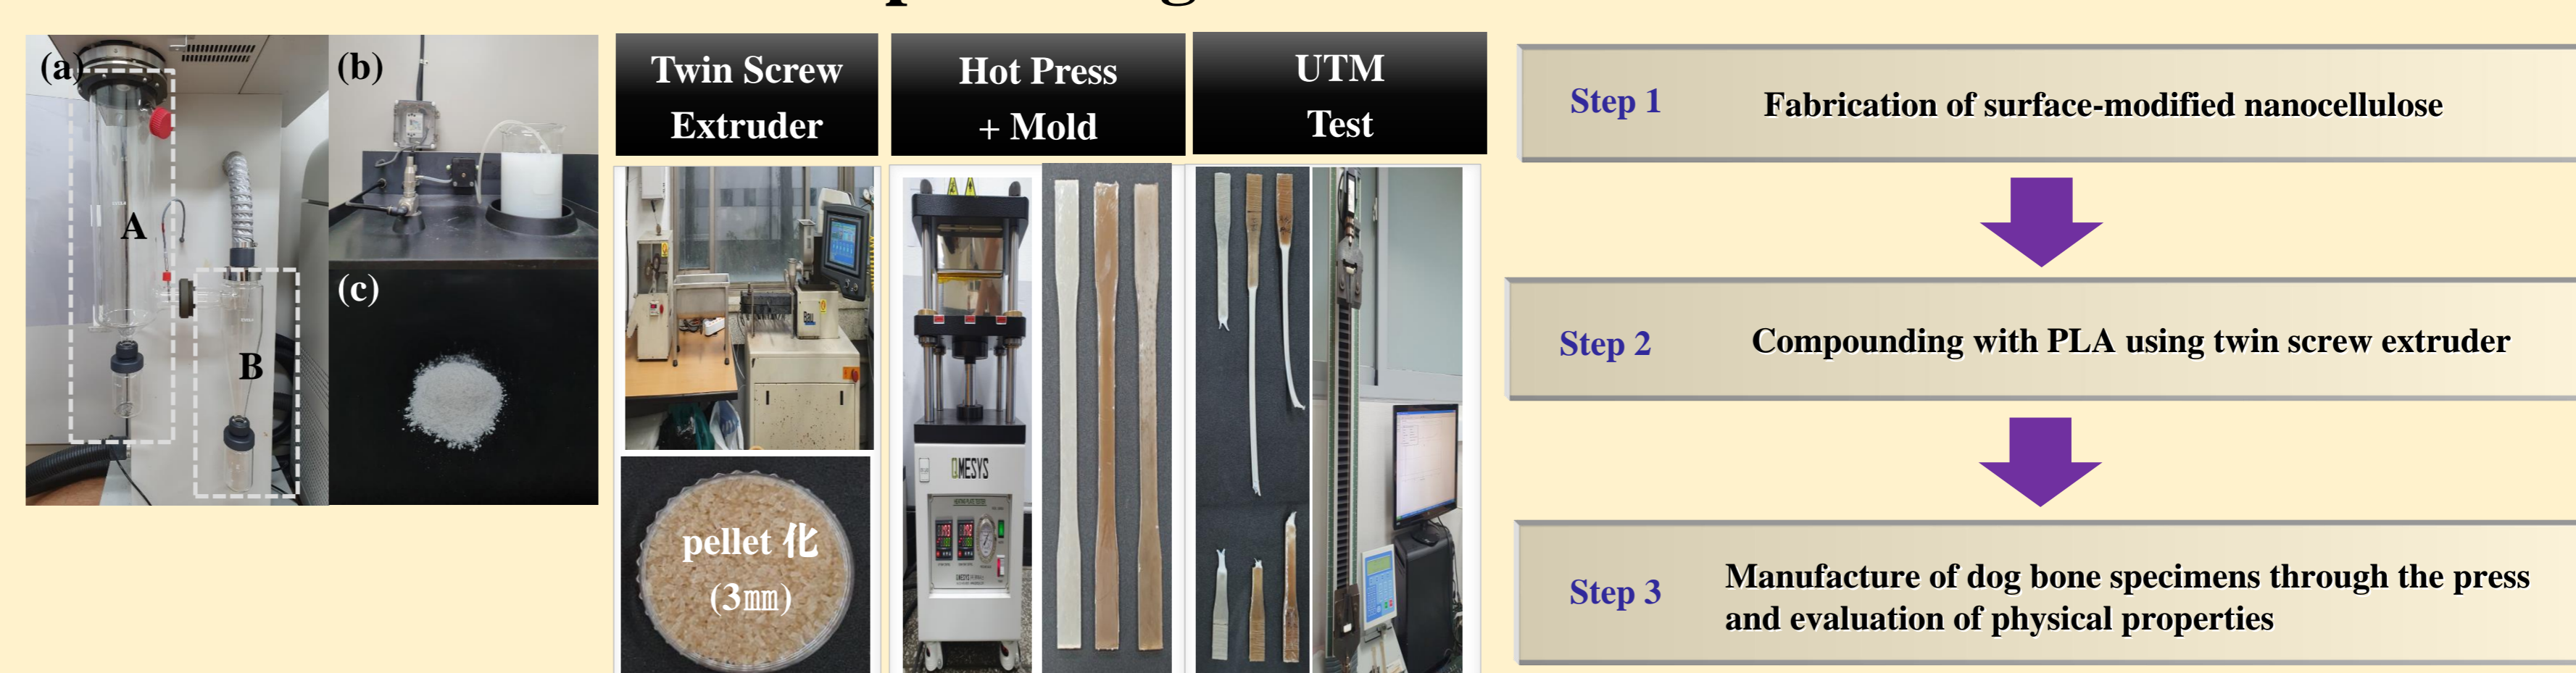 (a)
A
B
(b)
(c)
Twin Screw
Extruder
pellet 化
(3㎜)
Hot Press
+ Mold
QMESYS
UTM
Test
Step 1
Fabrication of surface-modified nanocellulose
Step 2
Compounding with PLA using twin screw extruder
Step 3
Manufacture of dog bone specimens through the press
and evaluation of physical properties